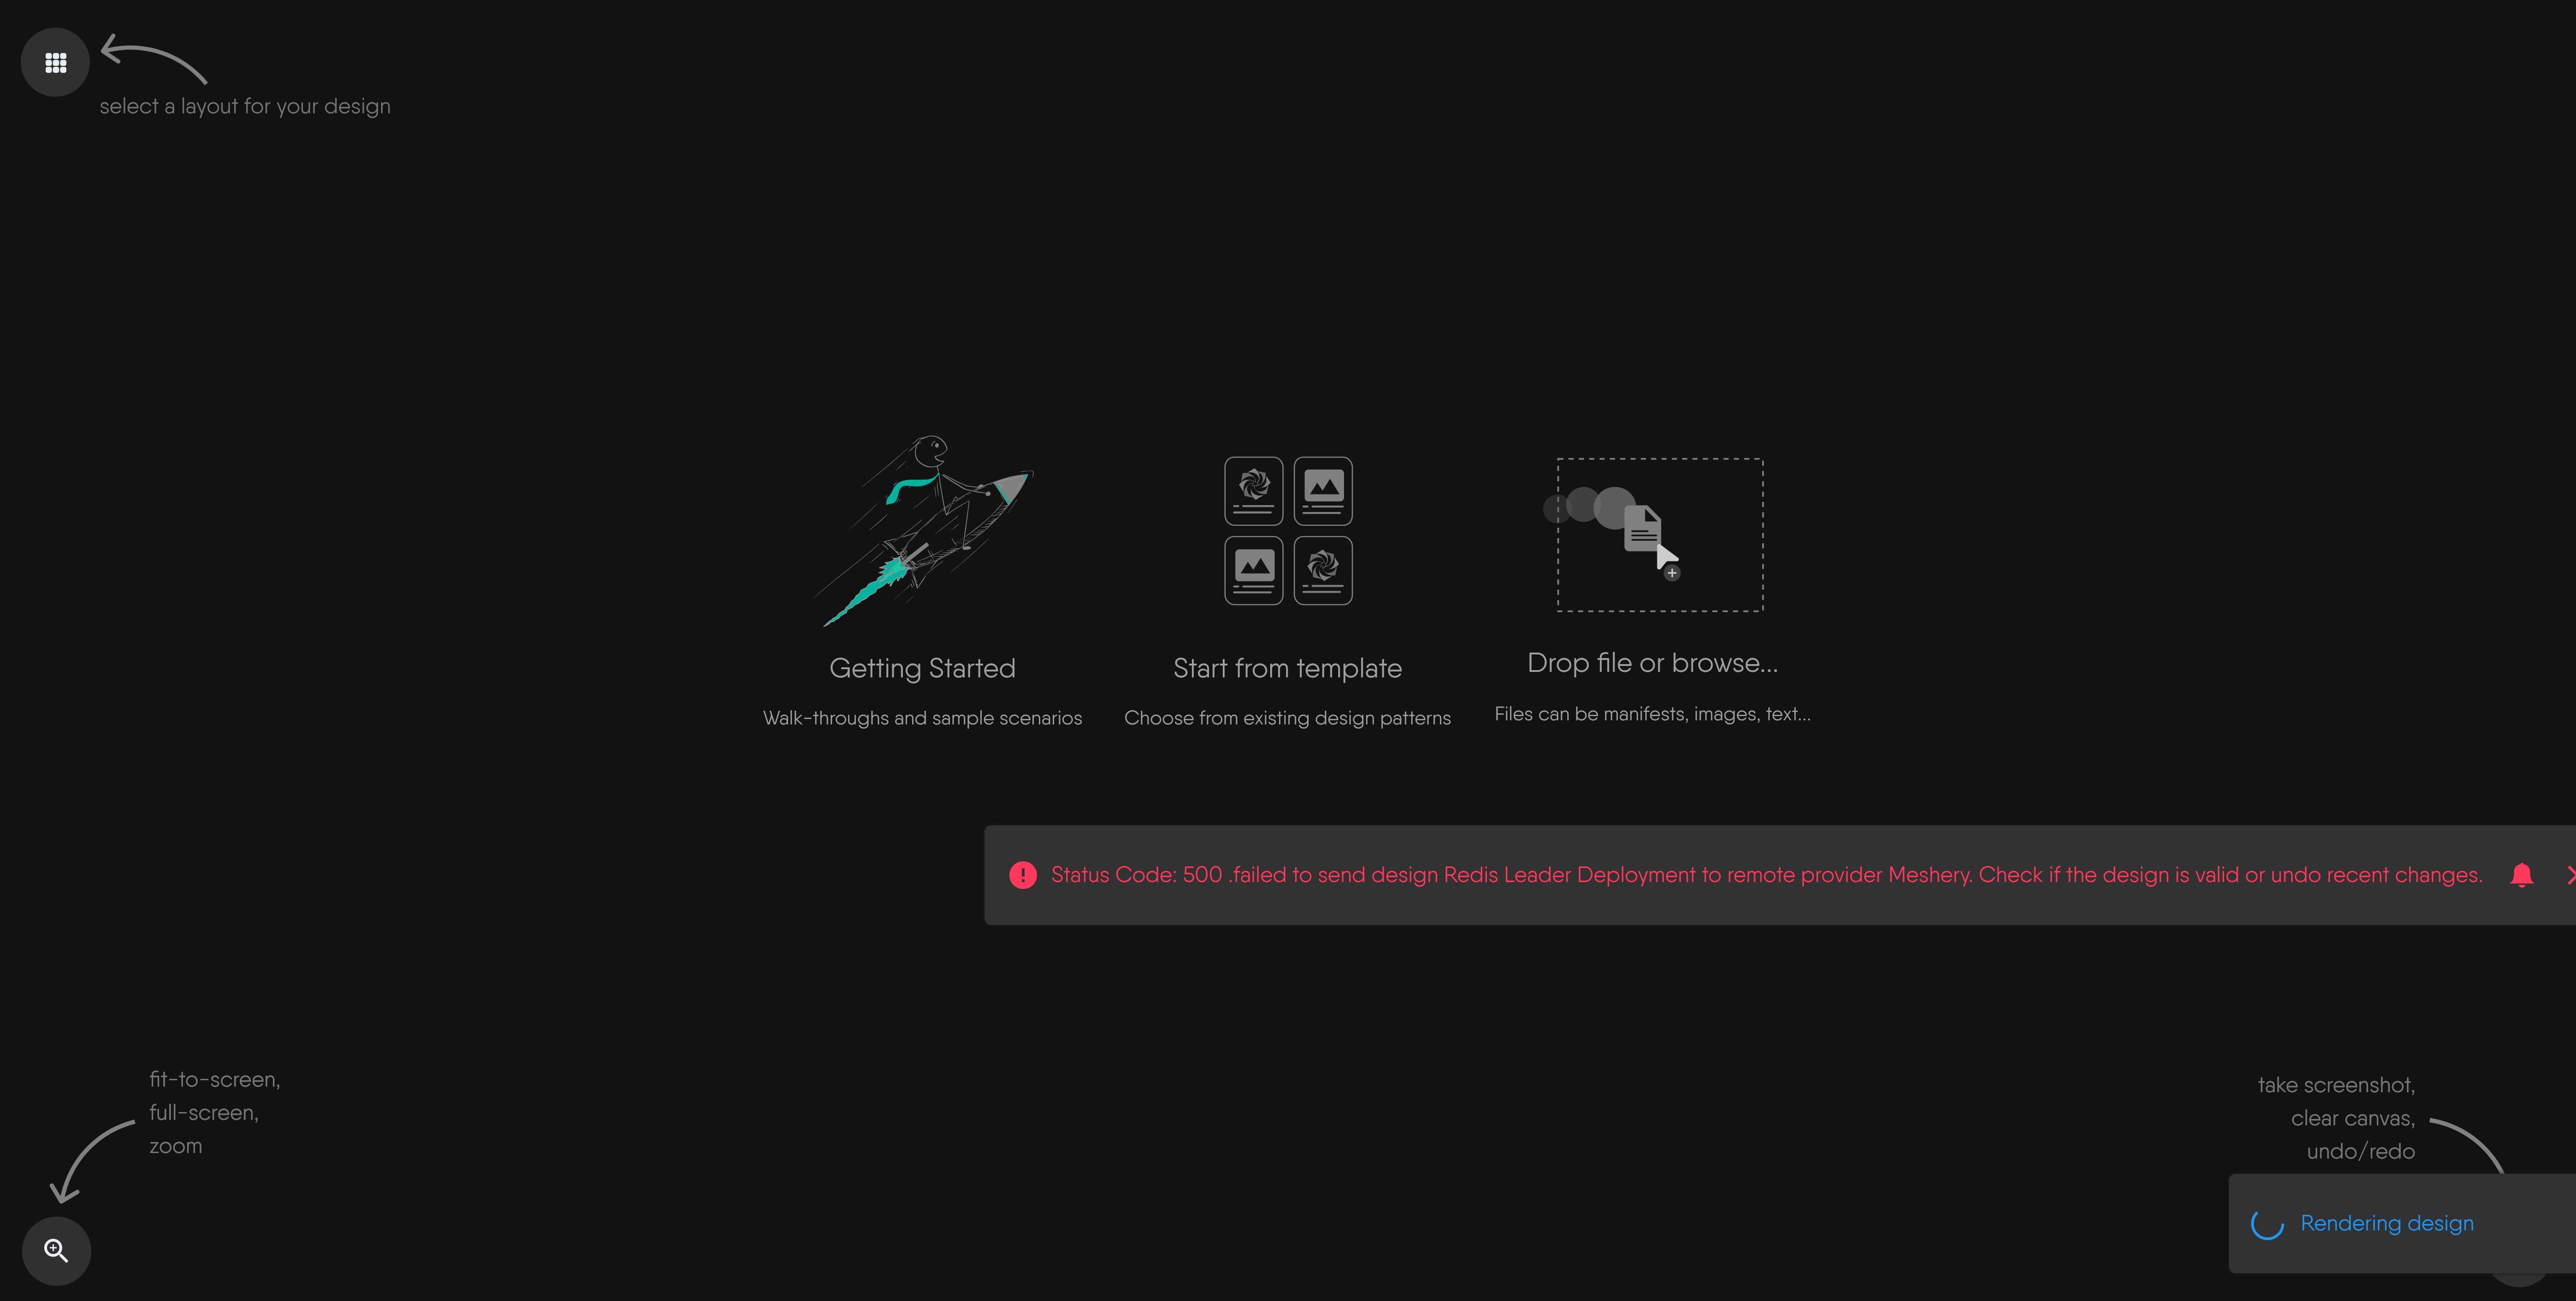 select a layout for your design
Getting Started
Walk-throughs and sample scenarios
Start from template
Choose from existing design patterns
Drop file or browse...
Files can be manifests, images, text...
Status Code: 500 .failed to send design Redis Leader Deployment to remote provider Meshery. Check if the design is valid or undo recent changes.
fit-to-screen,
full-screen,
zoom
take screenshot,
clear canvas,
undo/redo
Rendering design